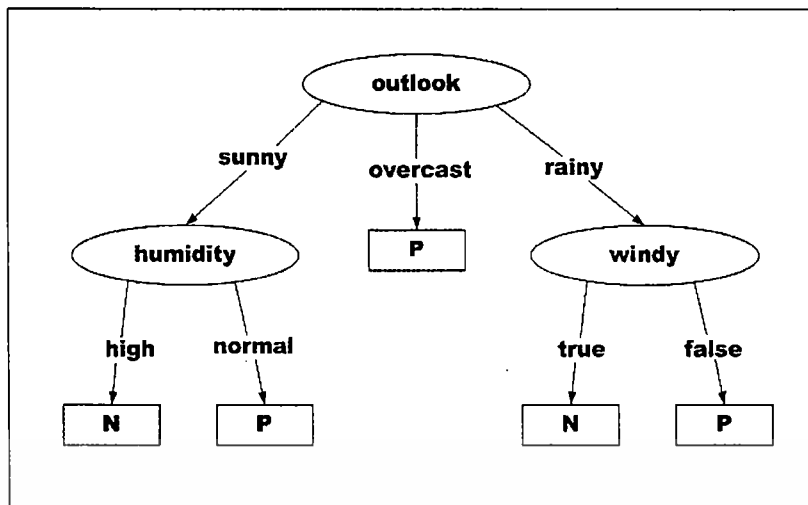 outlook
sunny
overcast
rainy
humidity
P
windy
high
normal
true
false
N
P
N
P